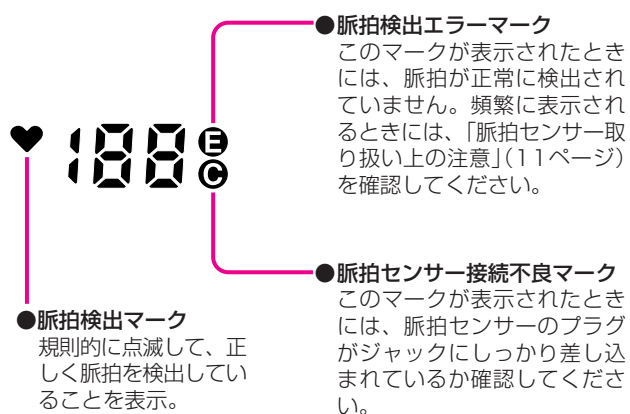 ●脈拍検出エラーマーク
このマークが表示されたとき
には、脈拍が正常に検出され
ていません。頻繁に表示され
るときには、「脈拍センサー取
り扱い上の注意」(11ページ)
を確認してください。
♥ 188 E
C
●脈拍センサー接続不良マーク
このマークが表示されたとき
には、脈拍センサーのプラグ
がジャックにしっかり差し込
まれているか確認してくださ
い。
●脈拍検出マーク
規則的に点滅して、正
しく脈拍を検出してい
ることを表示。